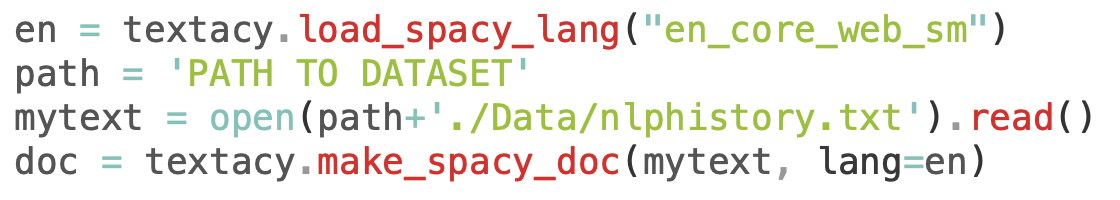 en = textacy.load_spacy_lang("en_core_web_sm")
path = 'PATH TO DATASET'
mytext = open(path+'./Data/nlphistory.txt').read()
doc = textacy.make_spacy_doc(mytext, lang=en)